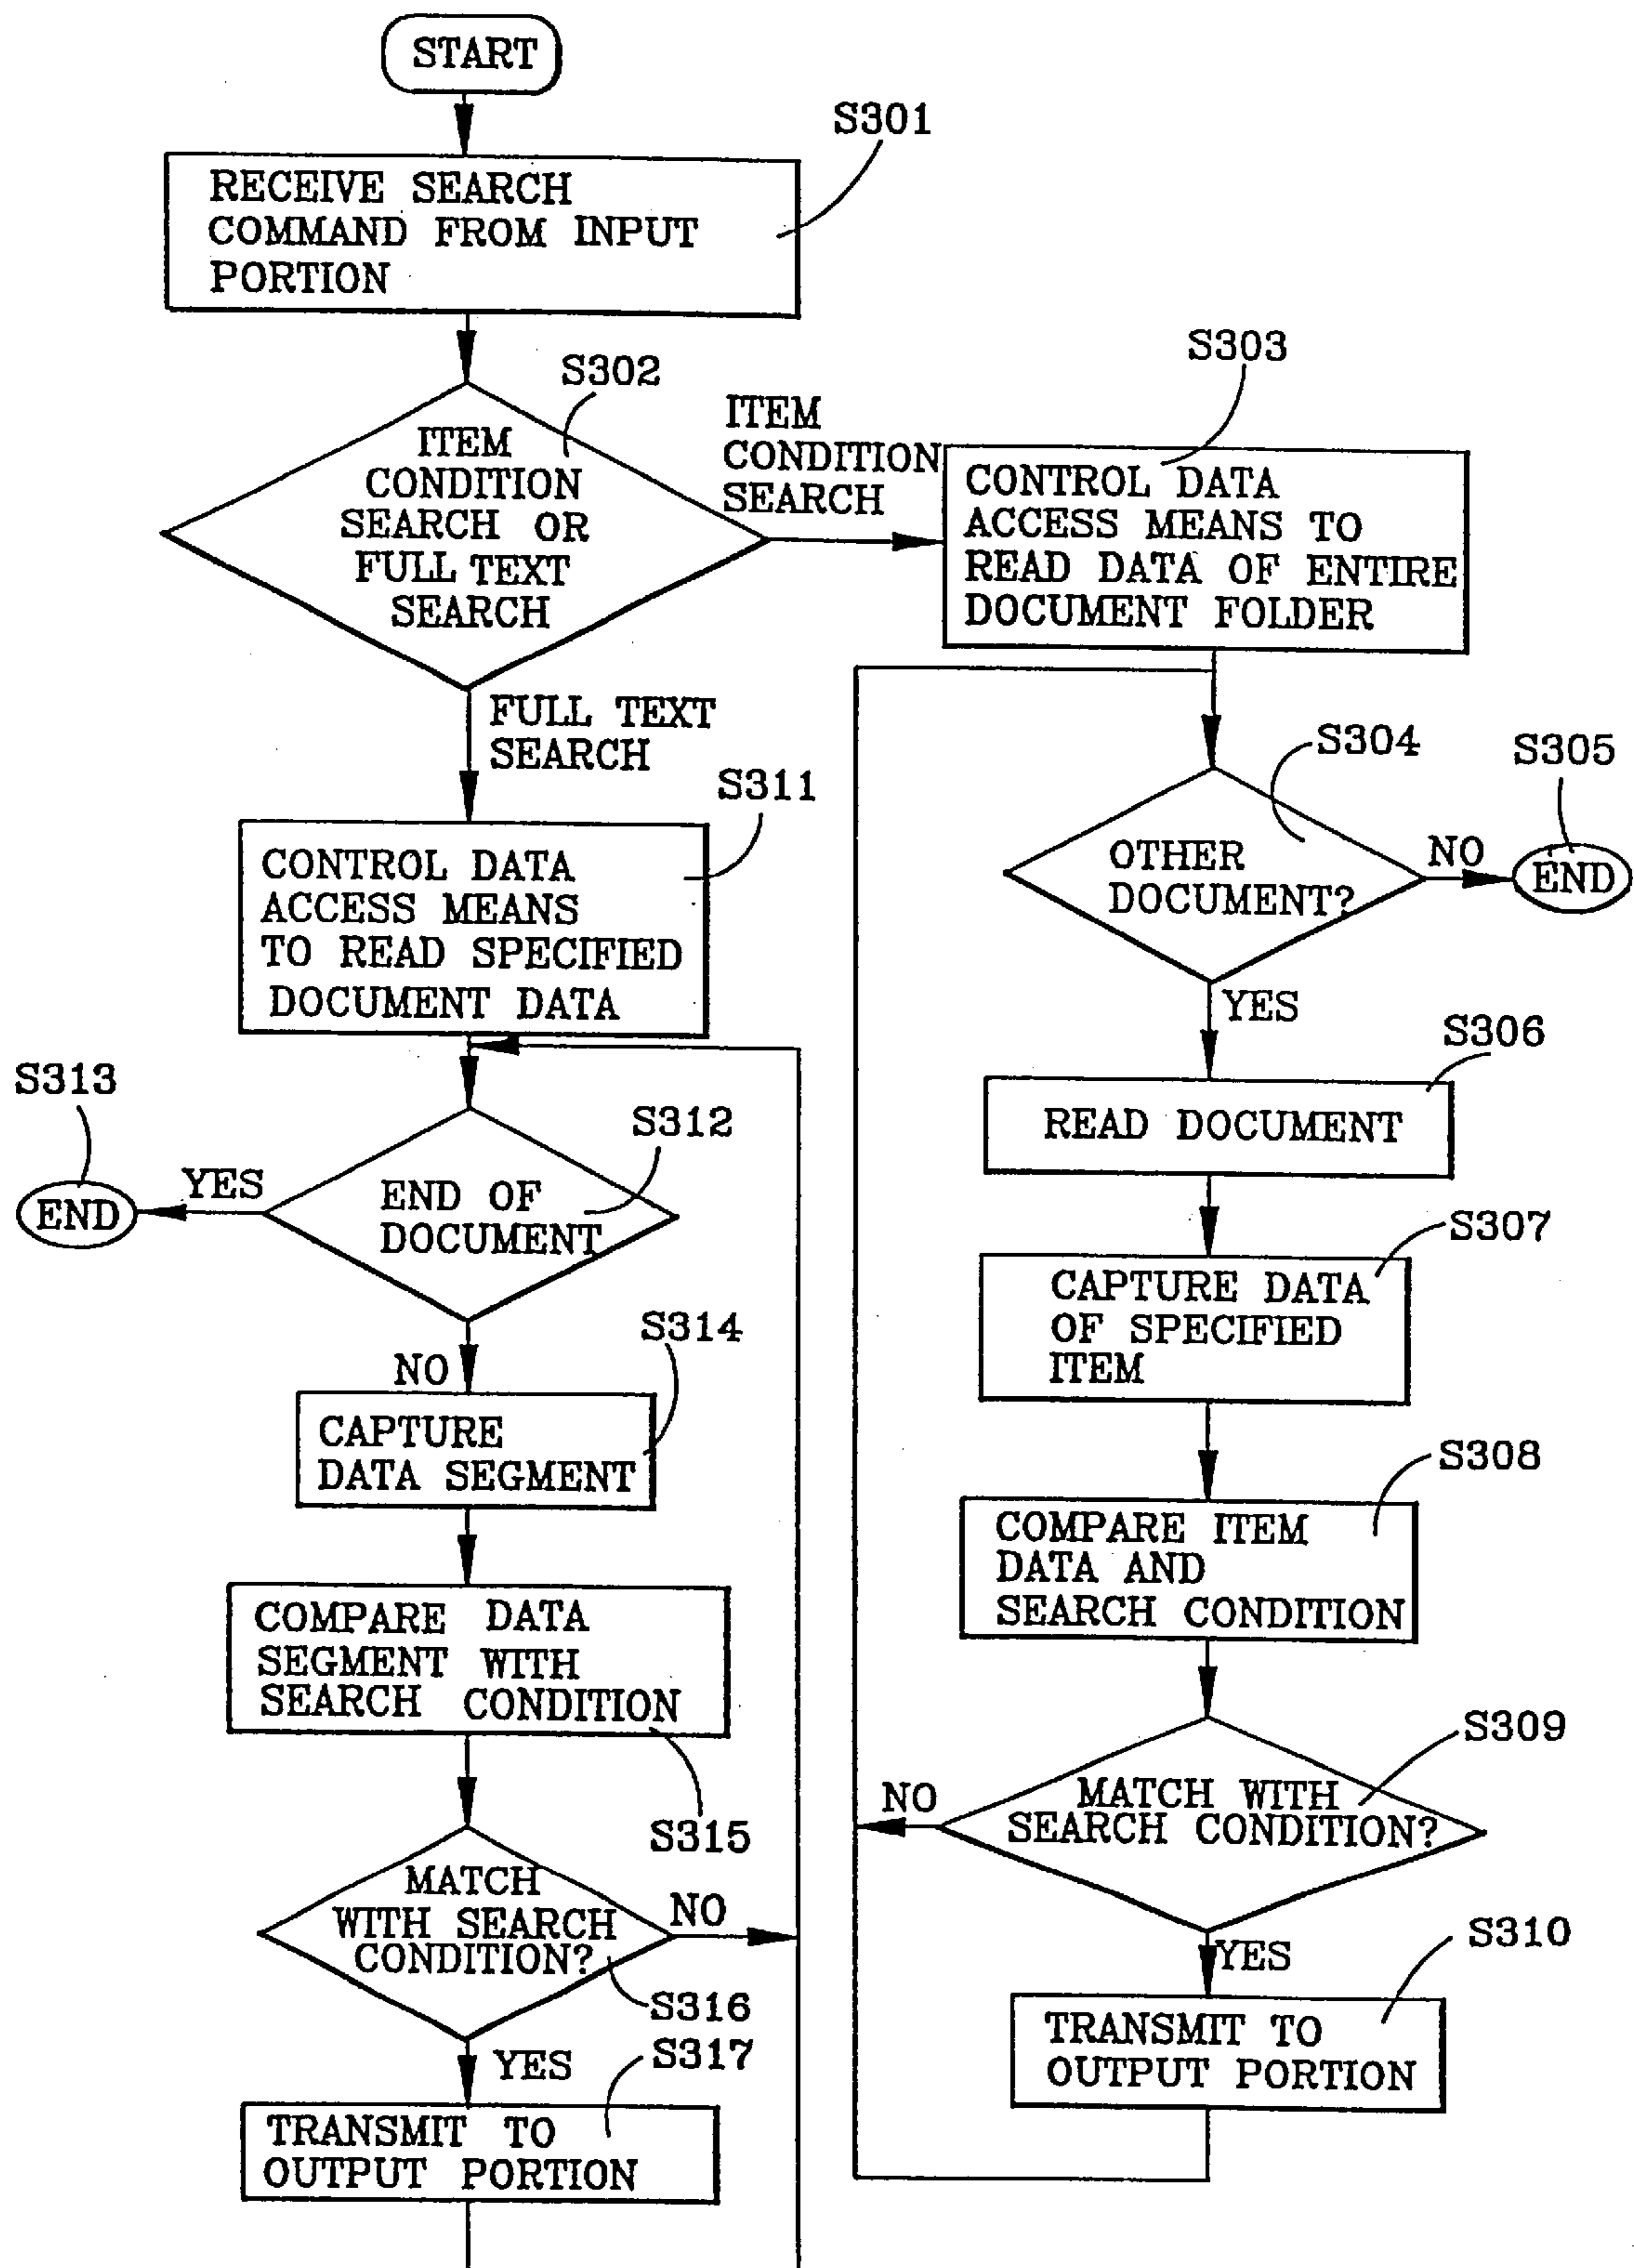 START
S301
RECEIVE SEARCH
COMMAND FROM INPUT
PORTION
S302
ITEM
CONDITION
SEARCH OR
FULL TEXT
SEARCH
ITEM
CONDITION
SEARCH
S303
CONTROL DATA
ACCESS MEANS TO
READ DATA OF ENTIRE
DOCUMENT FOLDER
S304
OTHER
DOCUMENT?
NO
S305
END
YES
S306
READ DOCUMENT
S307
CAPTURE DATA
OF SPECIFIED
ITEM
S308
COMPARE ITEM
DATA AND
SEARCH CONDITION
S309
MATCH WITH
SEARCH CONDITION?
NO
YES
S310
TRANSMIT TO
OUTPUT PORTION
FULL TEXT
SEARCH
S311
CONTROL DATA
ACCESS MEANS
TO READ SPECIFIED
DOCUMENT DATA
S312
END OF
DOCUMENT
YES
S313
END
NO
S314
CAPTURE
DATA SEGMENT
COMPARE DATA
SEGMENT WITH
SEARCH CONDITION
S315
MATCH
WITH SEARCH
CONDITION?
NO
S316
YES
S317
TRANSMIT TO
OUTPUT PORTION